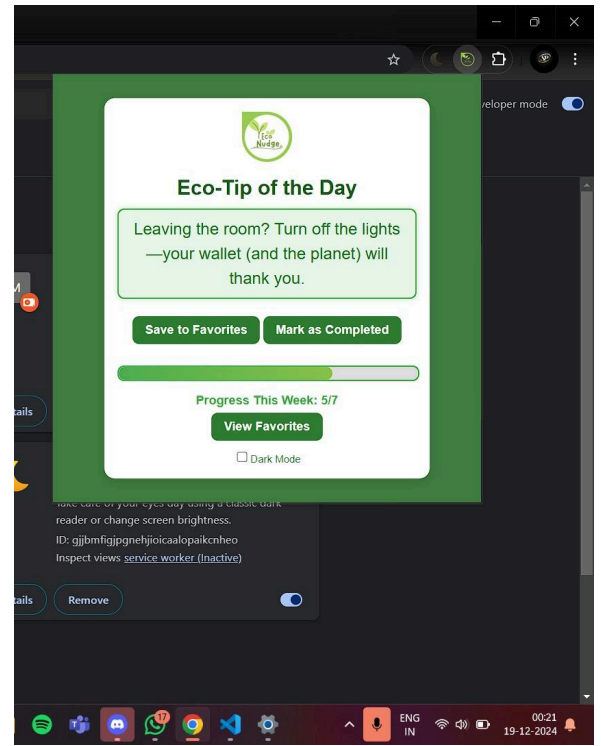 veloper mode
Eco
Nudge
Eco-Tip of the Day
Leaving the room? Turn off the lights
—your wallet (and the planet) will
thank you.
Save to Favorites
Mark as Completed
Progress This Week: 5/7
View Favorites
Dark Mode
M
tails
Take care of your eyes day using a classic dark
reader or change screen brightness.
ID: gjjbmfigjpgnehjioicaalopaikcnheo
Inspect views service worker (Inactive)
tails
Remove
17
ENG
IN
00:21
19-12-2024